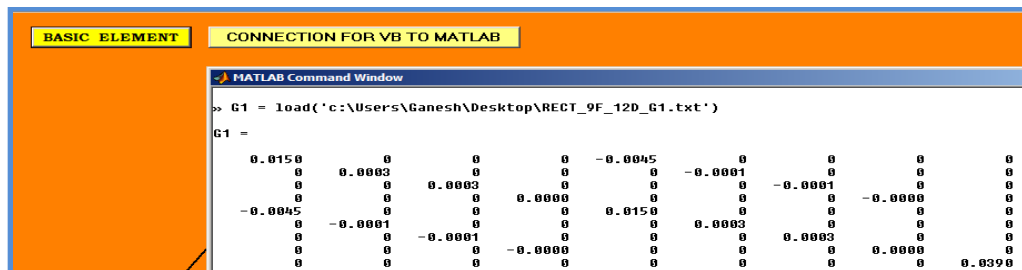 BASIC ELEMENT
CONNECTION FOR VB TO MATLAB
MATLAB Command Window
» G1 = load('c:\Users\Ganesh\Desktop\RECT_9F_12D_G1.txt')
G1 =
0.0150 0 0 0 -0.0045 0 0 0 0
0 0.0003 0 0 0 -0.0001 0 0 0
0 0 0.0003 0 0 0 -0.0001 0 0
0 0 0 0.0000 0 0 0 -0.0000 0
-0.0045 0 0 0 0.0150 0 0 0 0
0 -0.0001 0 0 0 0.0003 0 0 0
0 0 -0.0001 0 0 0 0.0003 0 0
0 0 0 -0.0000 0 0 0 0.0000 0
0 0 0 0 0 0 0 0 0.0390